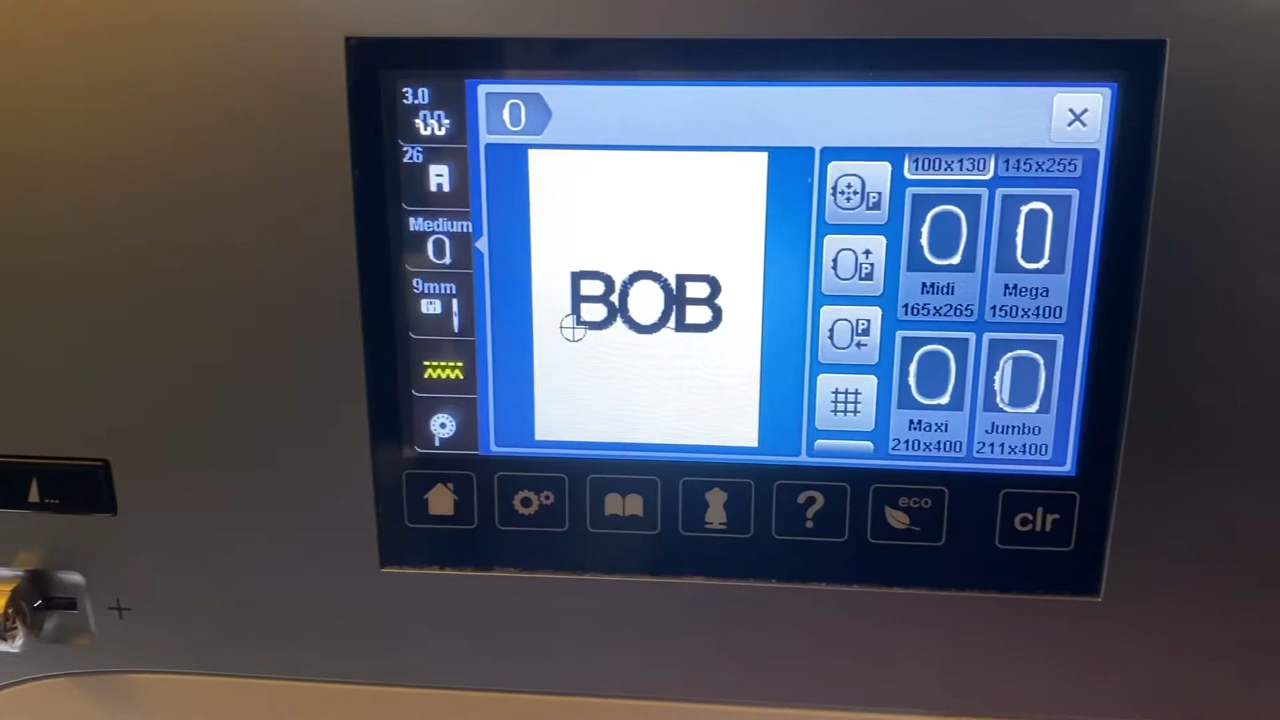 3.0
26
Medium
9mm
BOB
P
P
P
100x130
145x255
Midi
165x265
Mega
150x400
Maxi
210x400
Jumbo
211x400
?
eco
clr
+